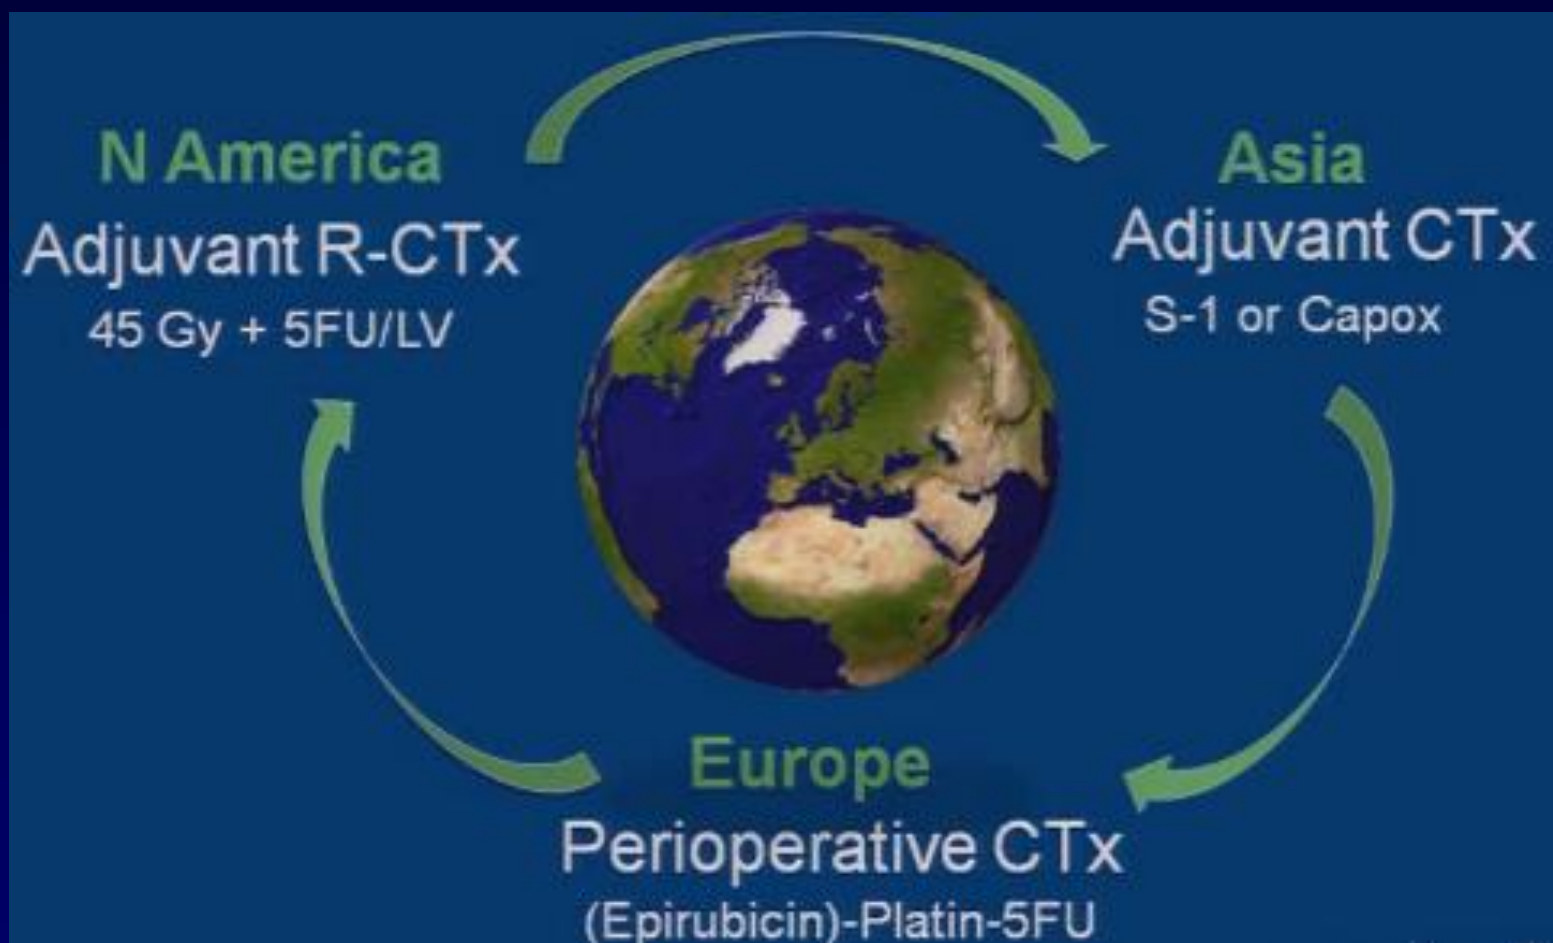 N America
Adjuvant R-CTx
45 Gy + 5FU/LV
Asia
Adjuvant CTx
S-1 or Capox
Europe
Perioperative CTx
(Epirubicin)-Platin-5FU